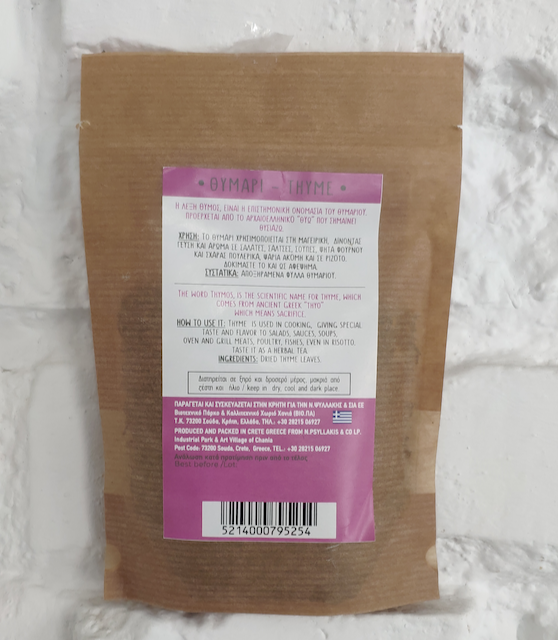 • ΘΥΜΑΡΙ - THYME •
Η ΛΕΞΗ ΘΥΜΟΣ, ΕΙΝΑΙ Η ΕΠΙΣΤΗΜΟΝΙΚΗ ΟΝΟΜΑΣΙΑ ΤΟΥ ΘΥΜΑΡΙΟΥ.
ΠΡΟΕΡΧΕΤΑΙ ΑΠΟ ΤΟ ΑΡΧΑΙΟΕΛΛΗΝΙΚΟ "ΘΥΩ" ΠΟΥ ΣΗΜΑΙΝΕΙ
ΘΥΣΙΑΖΩ.
ΧΡΗΣΗ: ΤΟ ΘΥΜΑΡΙ ΧΡΗΣΙΜΟΠΟΙΕΙΤΑΙ ΣΤΗ ΜΑΓΕΙΡΙΚΗ, ΔΙΝΟΝΤΑΣ
ΓΕΥΣΗ ΚΑΙ ΑΡΩΜΑ ΣΕ ΣΑΛΑΤΕΣ, ΣΑΛΤΣΕΣ, ΣΟΥΠΕΣ, ΨΗΤΑ ΦΟΥΡΝΟΥ
ΚΑΙ ΣΧΑΡΑΣ ΠΟΥΛΕΡΙΚΑ, ΨΑΡΙΑ ΑΚΟΜΗ ΚΑΙ ΣΕ ΡΙΖΟΤΟ.
ΔΟΚΙΜΑΣΤΕ ΤΟ ΚΑΙ ΩΣ ΑΦΕΨΗΜΑ.
ΣΥΣΤΑΤΙΚΑ: ΑΠΟΞΗΡΑΜΕΝΑ ΦΥΛΛΑ ΘΥΜΑΡΙΟΥ.
THE WORD THYMOS, IS THE SCIENTIFIC NAME FOR THYME, WHICH
COMES FROM ANCIENT GREEK "THYO"
WHICH MEANS SACRIFICE.
HOW TO USE IT: THYME IS USED IN COOKING, GIVING SPECIAL
TASTE AND FLAVOR TO SALADS, SAUCES, SOUPS,
OVEN AND GRILL MEATS, POULTRY, FISHES, EVEN IN RISOTTO.
TASTE IT AS A HERBAL TEA.
INGREDIENTS: DRIED THYME LEAVES.
Διατηρείται σε ξηρό και δροσερό μέρος, μακριά από
ζέστη και ήλιο / keep in dry, cool and dark place
ΠΑΡΑΓΕΤΑΙ ΚΑΙ ΣΥΣΚΕΥΑΖΕΤΑΙ ΣΤΗΝ ΚΡΗΤΗ ΓΙΑ ΤΗΝ Ν.ΨΥΛΛΑΚΗΣ & ΣΙΑ ΕΕ
Βιοτεχνικό Πάρκο & Καλλιτεχνικό Χωριό Χανιά (ΒΙΟ.ΠΑ)
Τ.Κ. 73200 Σούδα, Κρήτη, Ελλάδα, ΤΗΛ.: +30 28215 06927
PRODUCED AND PACKED IN CRETE GREECE FROM N.PSYLLAKIS & CO LP.
Industrial Park & Art Village of Chania
Post Code: 73200 Souda, Crete, Greece, TEL.: +30 28215 06927
Ανάλωση κατά προτίμηση πριν από το τέλος
Best before /Lot
5214000795254